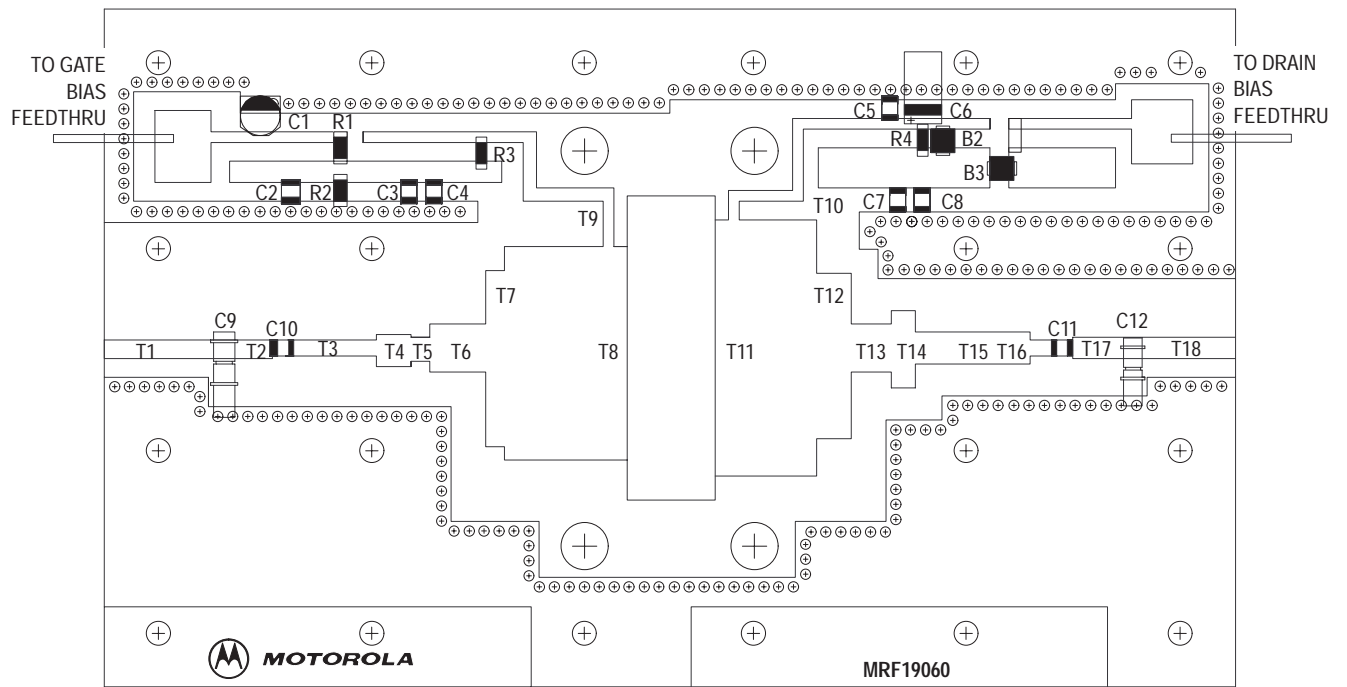 TO GATE
BIAS
FEEDTHRU
TO DRAIN
BIAS
FEEDTHRU
C1
R1
R3
C5
C6
+
R4
B2
B3
C2
R2
C3
C4
C7
C8
T9
T10
T7
T12
C9
C10
C11
C12
T1
T2
T3
T4
T5
T6
T8
T11
T13
T14
T15
T16
T17
T18
MOTOROLA
MRF19060